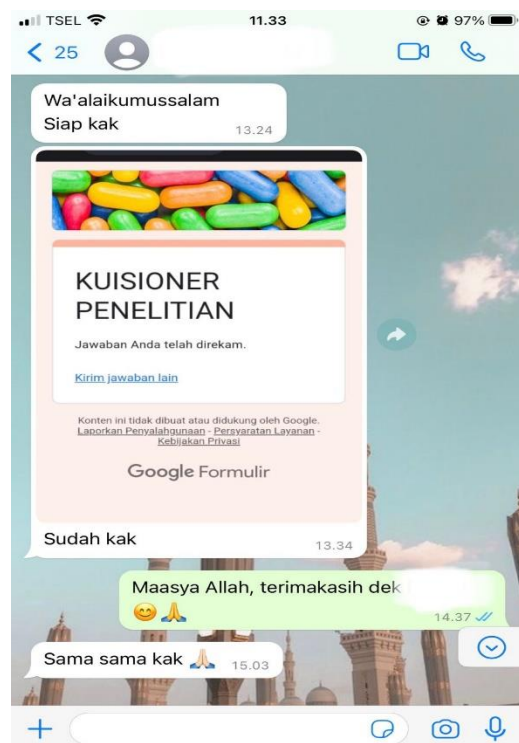 TSEL 11.33 97%
25
Wa'alaikumussalam
Siap kak
13.24
KUISIONER
PENELITIAN
Jawaban Anda telah direkam.
Kirim jawaban lain
Konten ini tidak dibuat atau didukung oleh Google.
Laporkan Penyalahgunaan - Persyaratan Layanan -
Kebijakan Privasi
Google Formulir
Sudah kak
13.34
Maasya Allah, terimakasih dek
😊🙏
14.37
Sama sama kak 🙏🏻 15.03